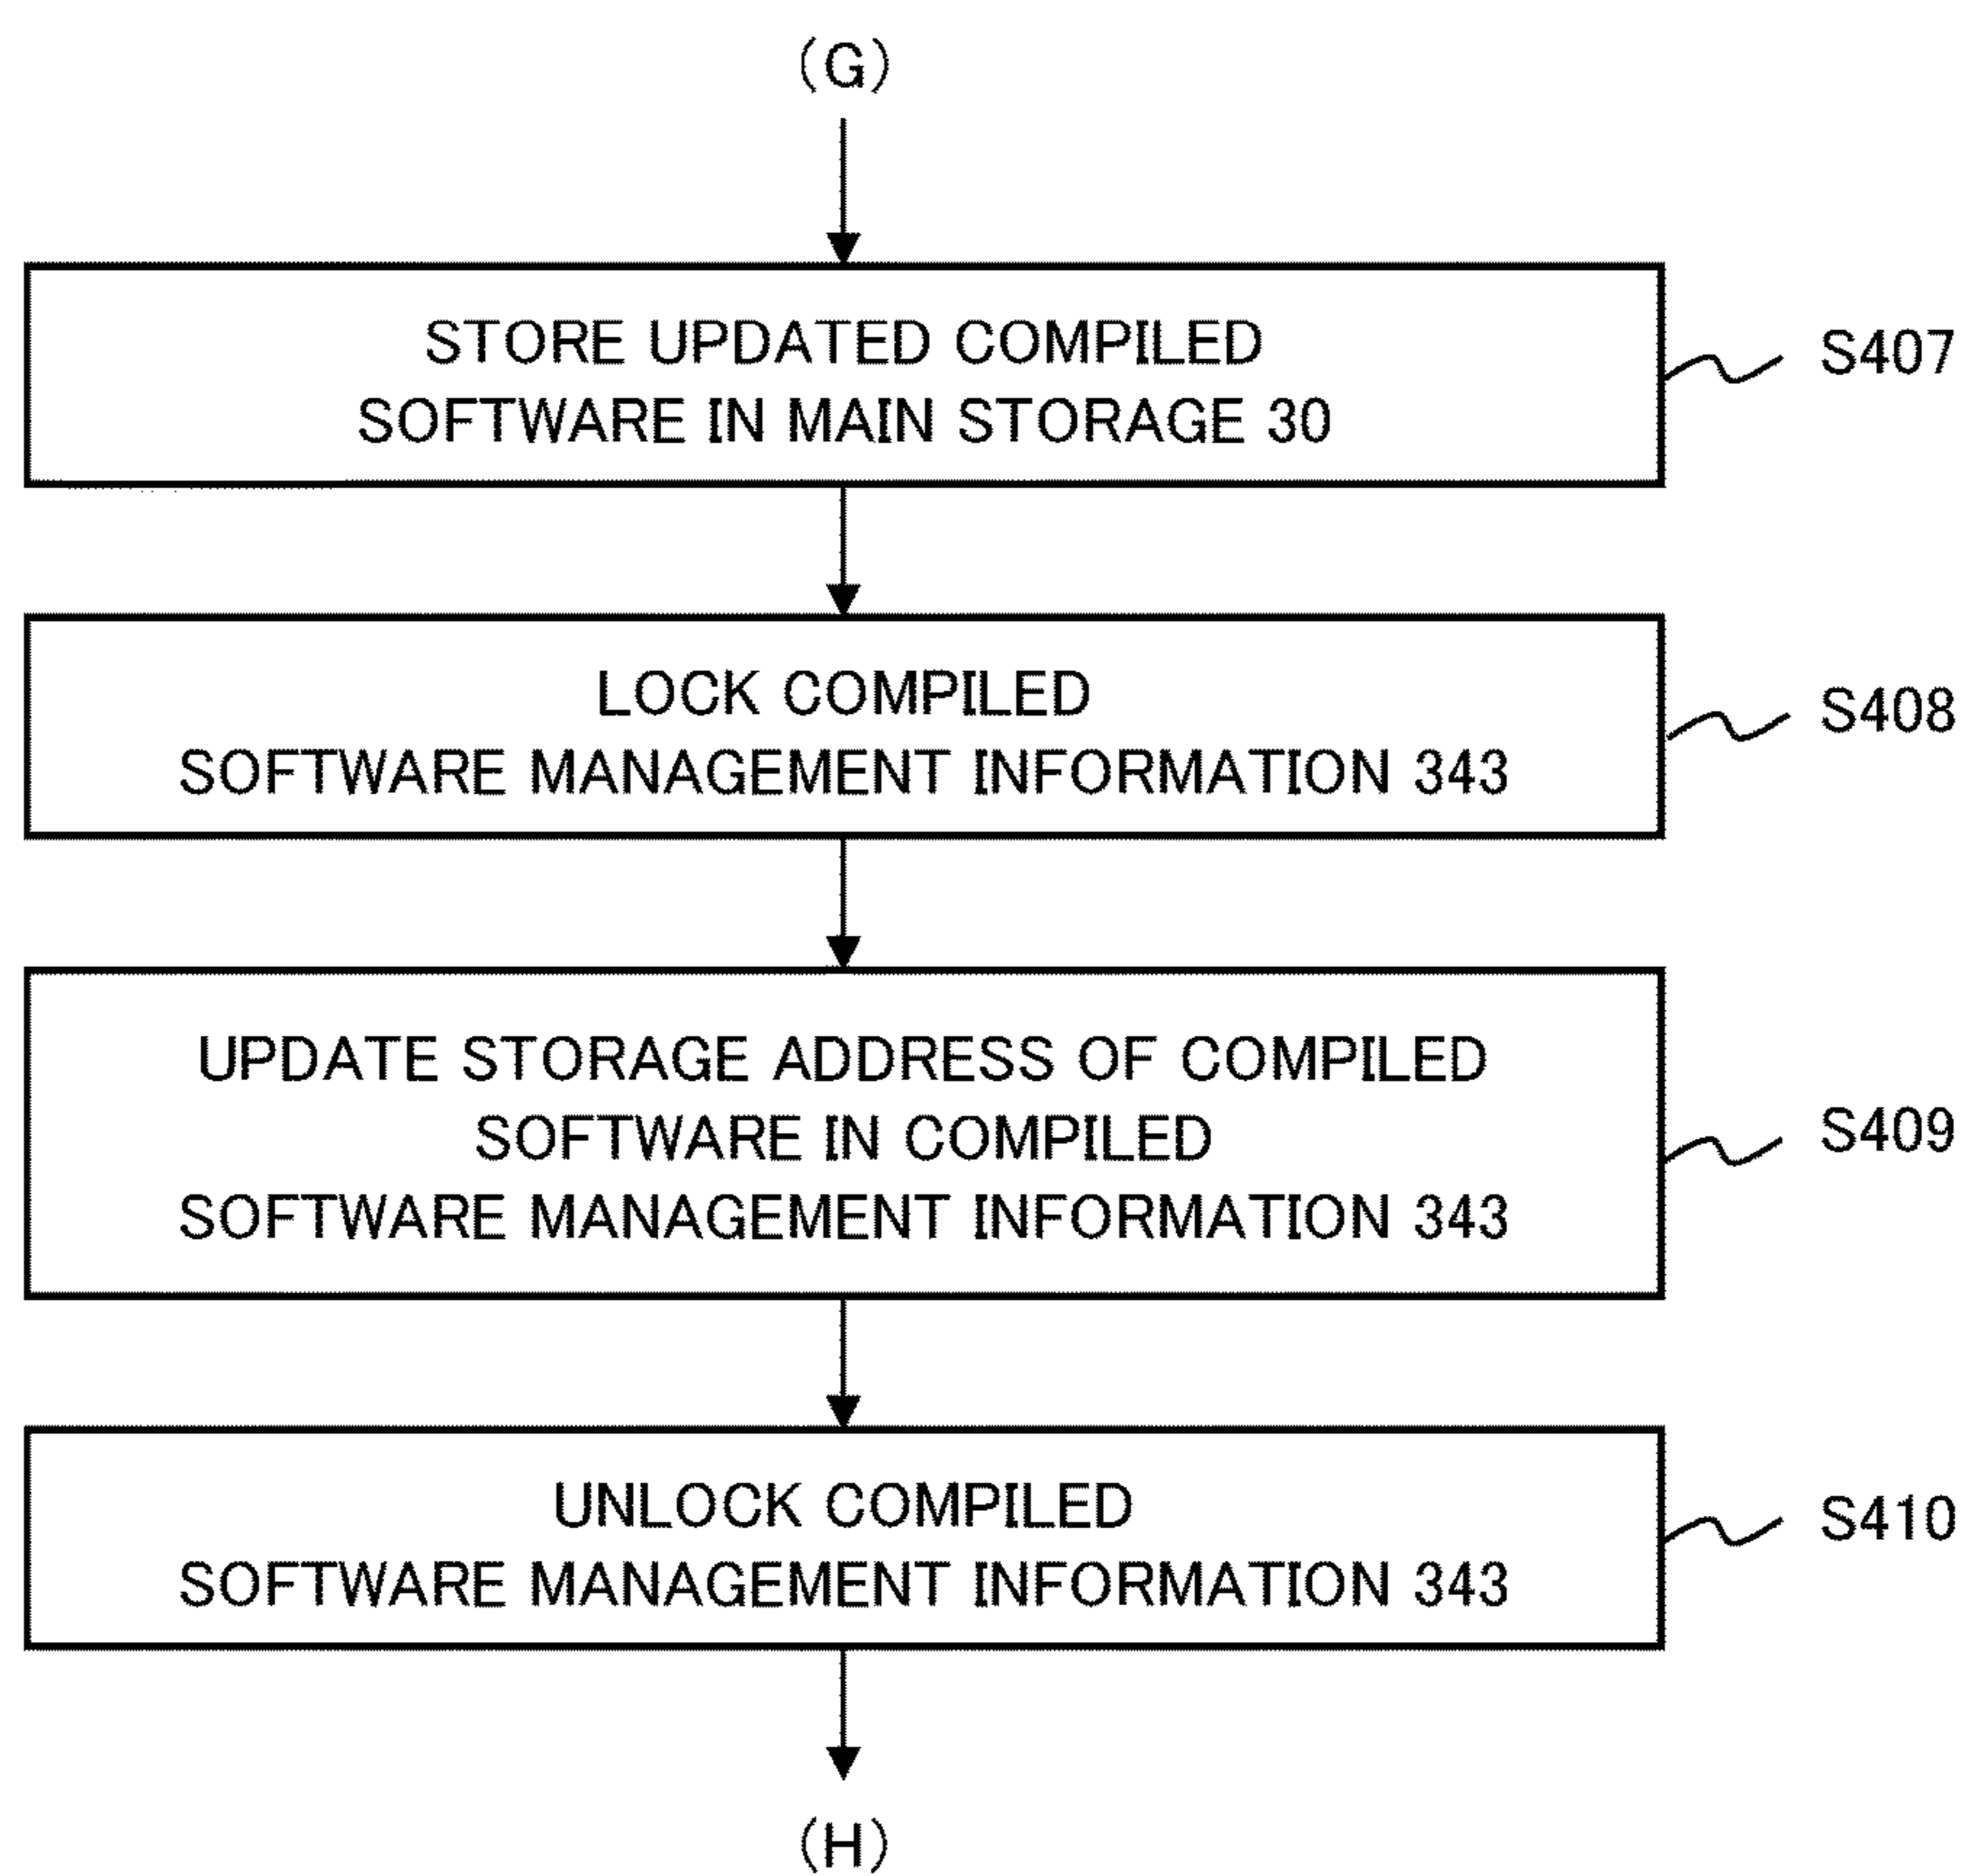 (G)
STORE UPDATED COMPILED
SOFTWARE IN MAIN STORAGE 30
S407
LOCK COMPILED
SOFTWARE MANAGEMENT INFORMATION 343
S408
UPDATE STORAGE ADDRESS OF COMPILED
SOFTWARE IN COMPILED
SOFTWARE MANAGEMENT INFORMATION 343
S409
UNLOCK COMPILED
SOFTWARE MANAGEMENT INFORMATION 343
S410
(H)